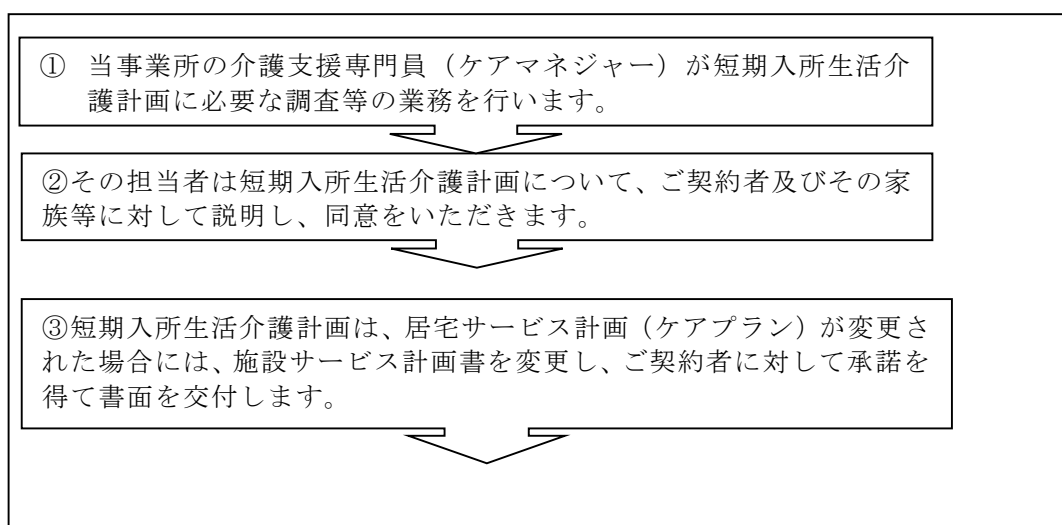 ① 当事業所の介護支援専門員（ケアマネジャー）が短期入所生活介
護計画に必要な調査等の業務を行います。
②その担当者は短期入所生活介護計画について、ご契約者及びその家
族等に対して説明し、同意をいただきます。
③短期入所生活介護計画は、居宅サービス計画（ケアプラン）が変更さ
れた場合には、施設サービス計画書を変更し、ご契約者に対して承諾を
得て書面を交付します。